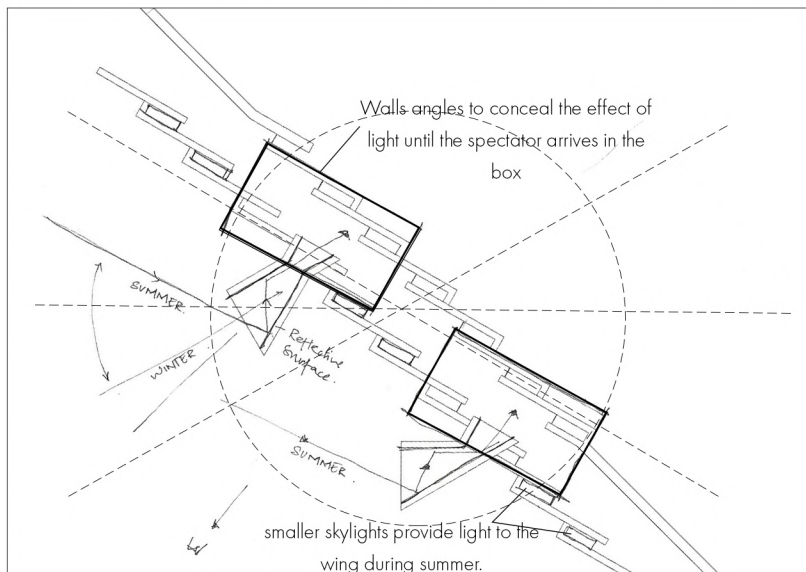 Walls angles to conceal the effect of
light until the spectator arrives in the
box
SUMMER.
WINTER
Reflective
Surface.
SUMMER.
smaller skylights provide light to the
wing during summer.